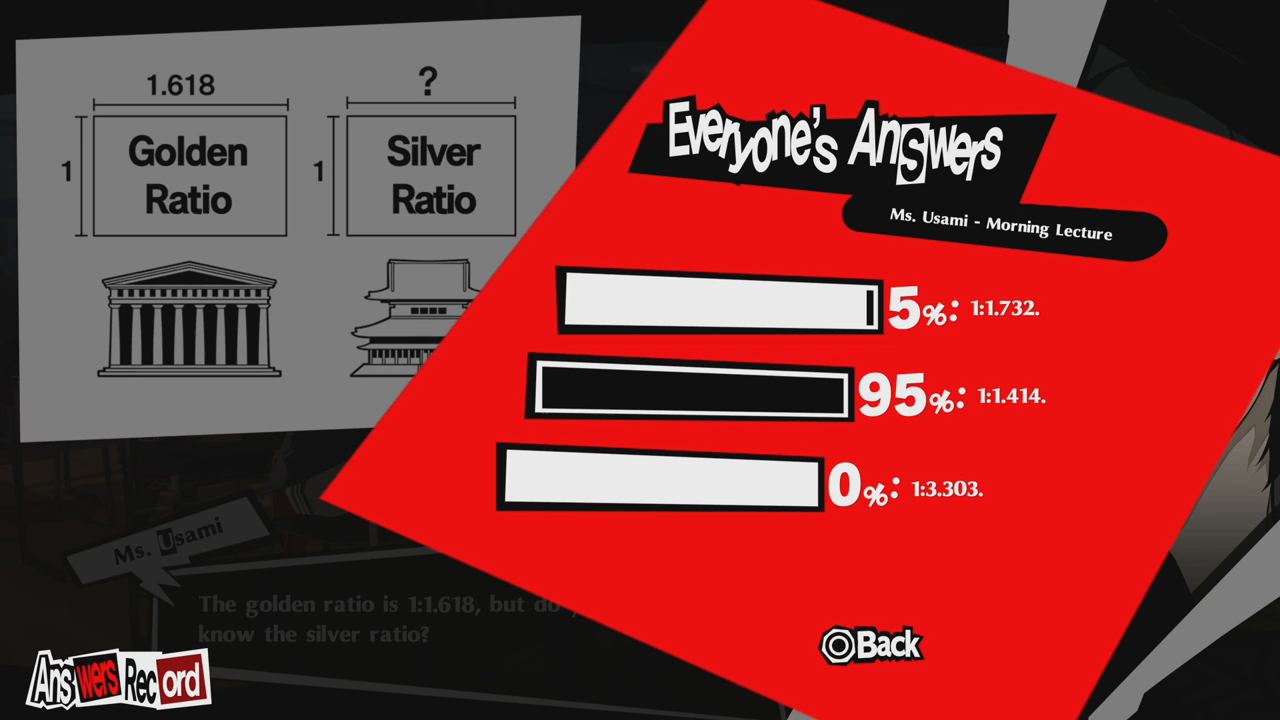 1.618
?
1
Golden
Ratio
1
Silver
Ratio
Everyone's Answers
Ms. Usami - Morning Lecture
5%: 1:1.732.
95%: 1:1.414.
0%: 1:3.303.
Ms. Usami
The golden ratio is 1:1.618, but do
know the silver ratio?
Back
Answers Record